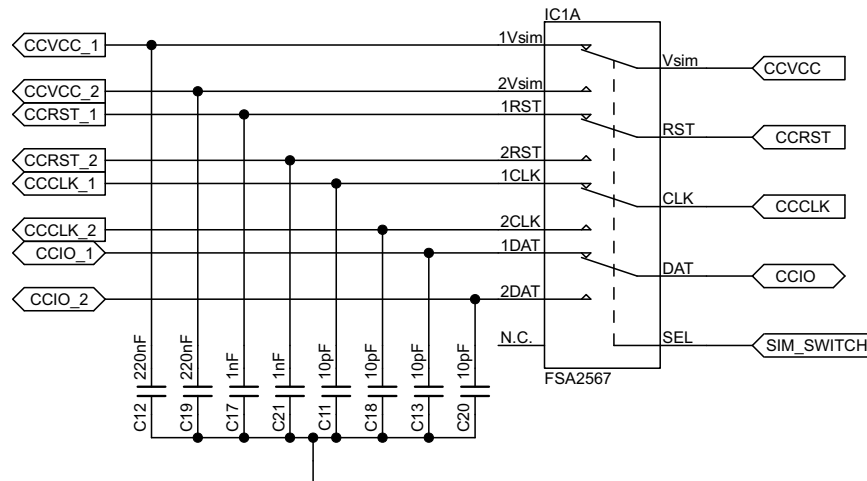 IC1A
CCVCC_1
1Vsim
Vsim
CCVCC
CCVCC_2
2Vsim
CCRST_1
1RST
RST
CCRST
CCRST_2
2RST
CCCLK_1
1CLK
CLK
CCCLK
CCCLK_2
2CLK
CCIO_1
1DAT
DAT
CCIO
CCIO_2
2DAT
N.C.
SEL
SIM_SWITCH
FSA2567
C12 220nF
C19 220nF
C17 1nF
C21 1nF
C11 10pF
C18 10pF
C13 10pF
C20 10pF